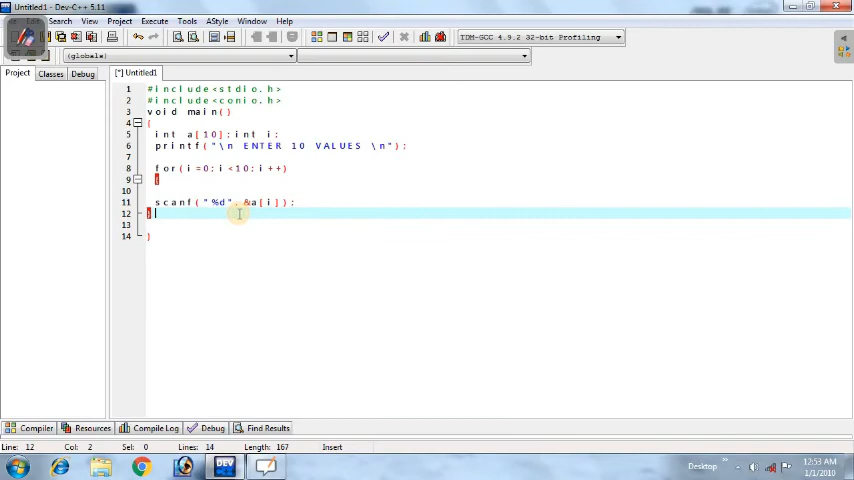 Untitled1 - Dev-C++ 5.11
Edit Search View Project Execute Tools AStyle Window Help
TDM-GCC 4.9.2 32-bit Profiling
(globals)
Project Classes Debug
[*] Untitled1
1 #include<stdio.h>
2 #include<conio.h>
3 void main()
4 {
5 int a[10];int i;
6 printf("\n ENTER 10 VALUES \n");
7
8 for(i=0;i<10;i++)
9 {
10
11 scanf("%d",&a[i]);
12 }
13
14 }
Compiler Resources Compile Log Debug Find Results
Line: 12 Col: 2 Sel: 0 Lines: 14 Length: 167 Insert
DEV
Desktop
12:53 AM
1/1/2010